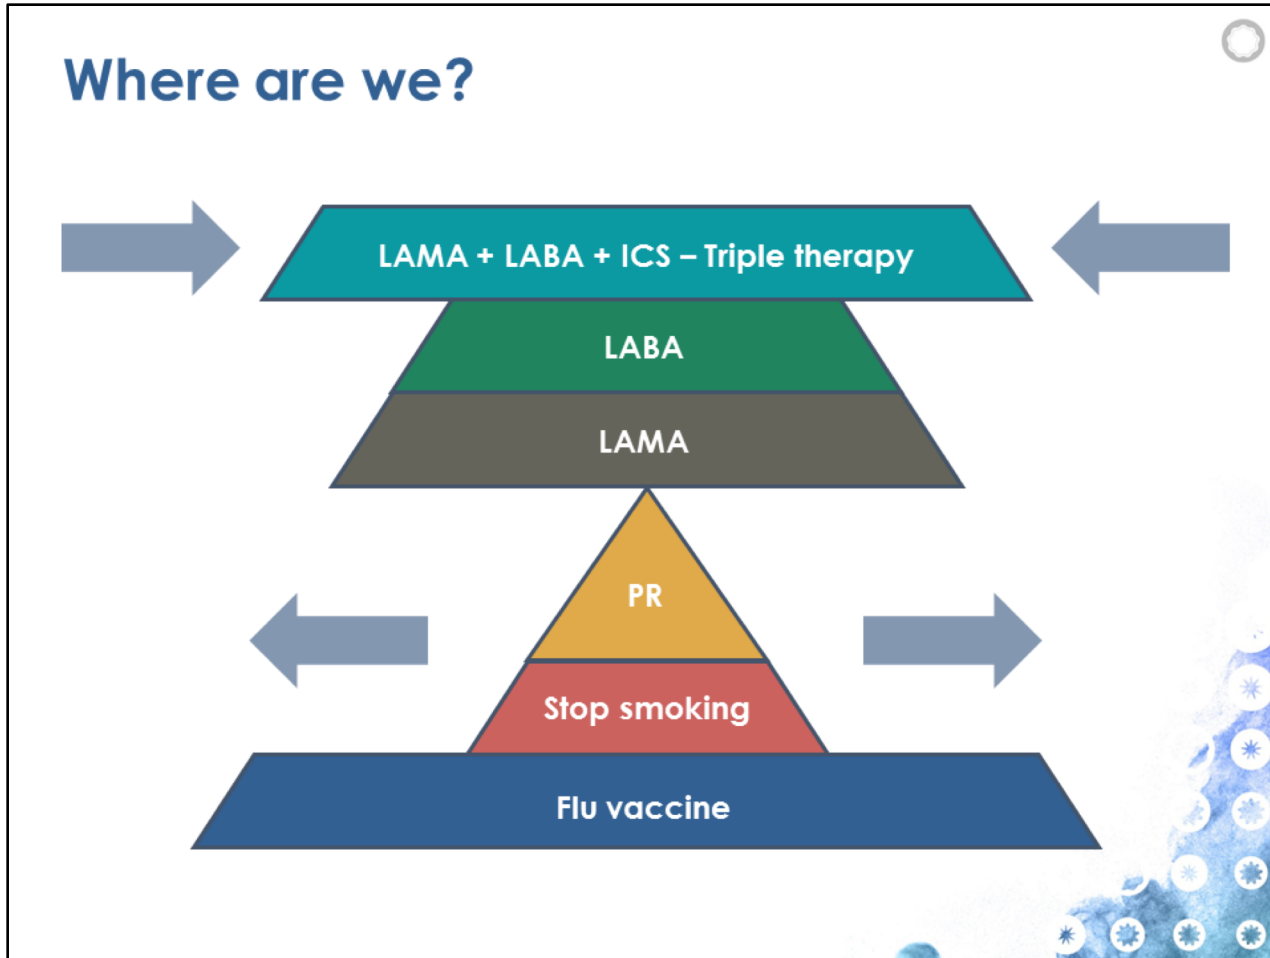 Where are we?
LAMA + LABA + ICS – Triple therapy
LABA
LAMA
PR
Stop smoking
Flu vaccine